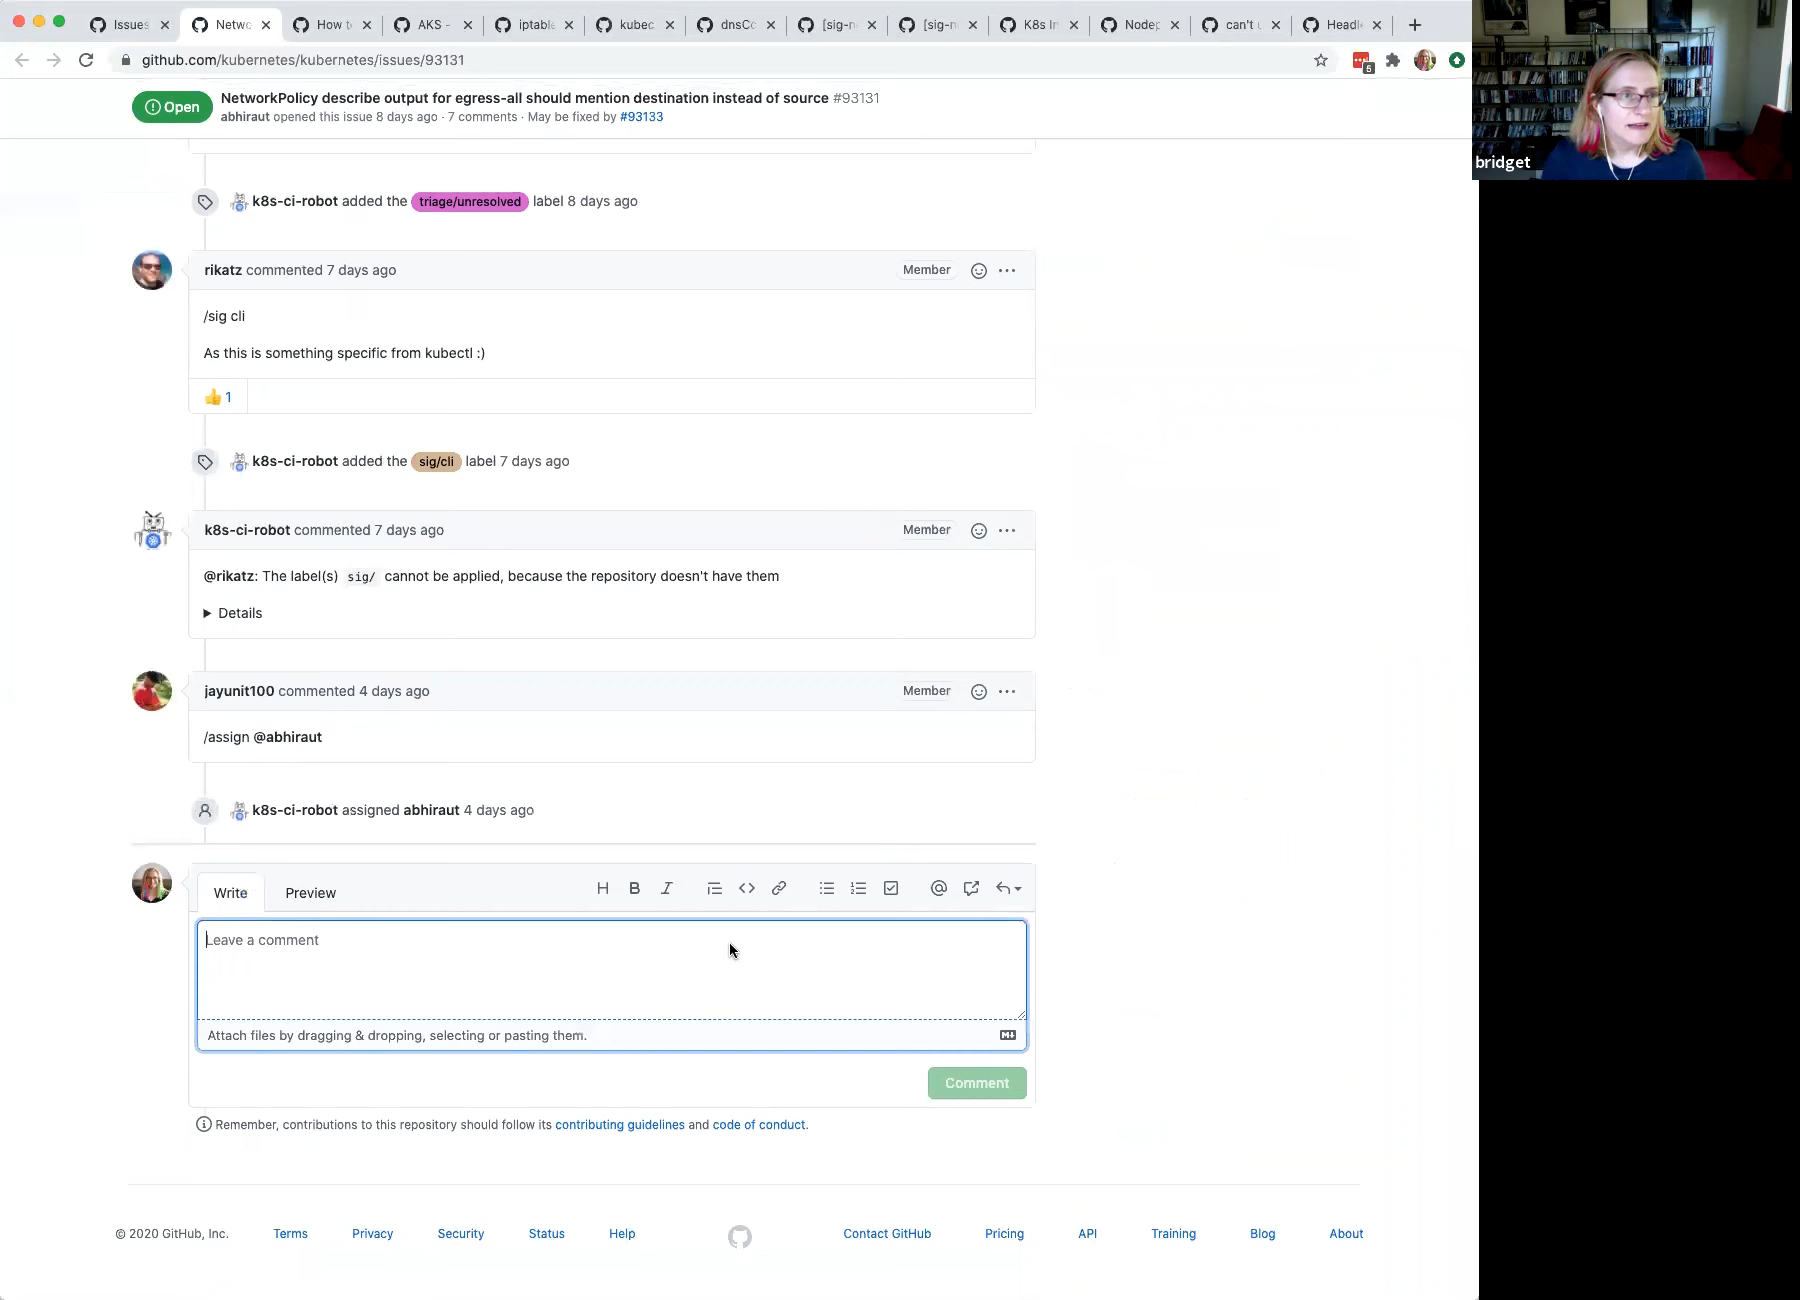 Issues
Netwo
How t
AKS -
iptable
kubec
dnsCo
[sig-n
[sig-n
K8s In
Nodep
can't
Headl
github.com/kubernetes/kubernetes/issues/93131
6
Open
NetworkPolicy describe output for egress-all should mention destination instead of source #93131
abhiraut opened this issue 8 days ago · 7 comments · May be fixed by #93133
bridget
k8s-ci-robot added the triage/unresolved label 8 days ago
rikatz commented 7 days ago
Member
/sig cli
As this is something specific from kubectl :)
👍 1
k8s-ci-robot added the sig/cli label 7 days ago
k8s-ci-robot commented 7 days ago
Member
@rikatz: The label(s) sig/ cannot be applied, because the repository doesn't have them
Details
jayunit100 commented 4 days ago
Member
/assign @abhiraut
k8s-ci-robot assigned abhiraut 4 days ago
Write
Preview
Leave a comment
Attach files by dragging & dropping, selecting or pasting them.
Comment
Remember, contributions to this repository should follow its contributing guidelines and code of conduct.
© 2020 GitHub, Inc.
Terms
Privacy
Security
Status
Help
Contact GitHub
Pricing
API
Training
Blog
About